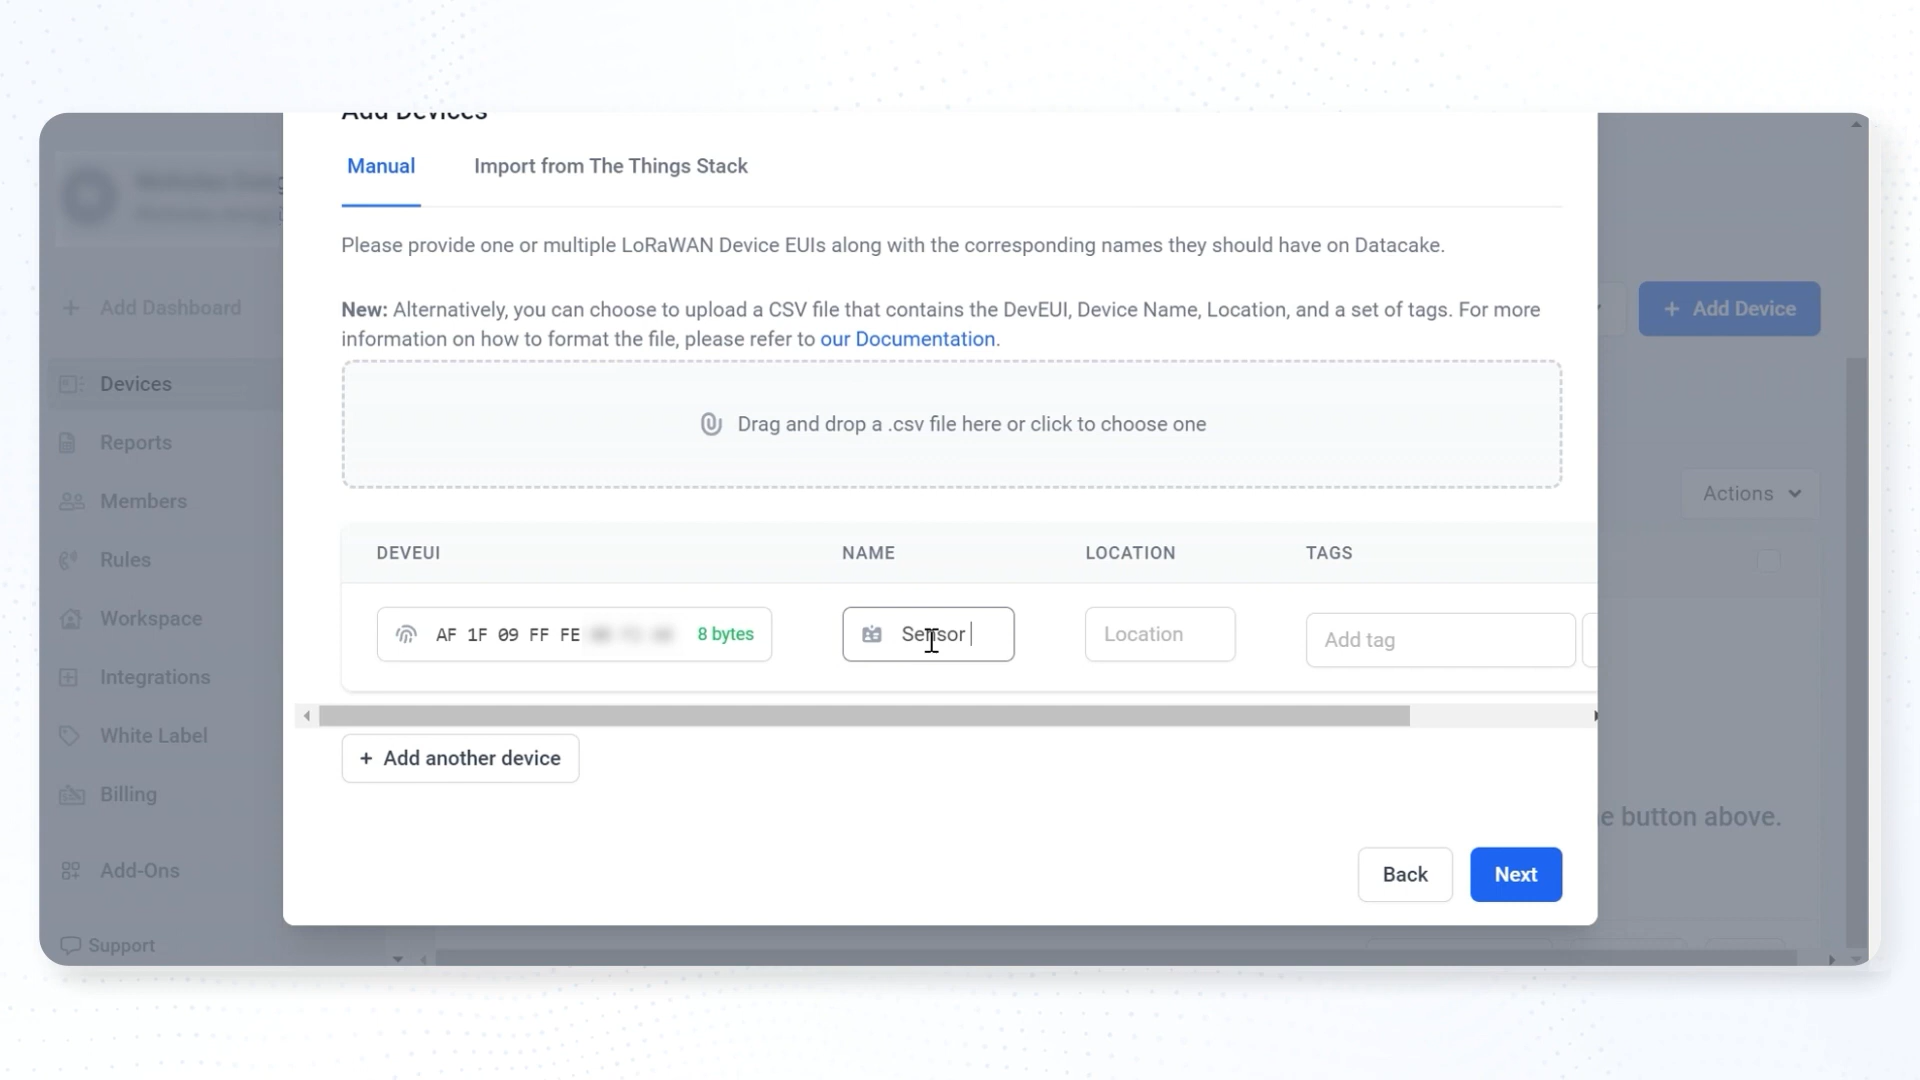 Add Devices
Manual
Import from The Things Stack
Please provide one or multiple LoRaWAN Device EUIs along with the corresponding names they should have on Datacake.
New: Alternatively, you can choose to upload a CSV file that contains the DevEUI, Device Name, Location, and a set of tags. For more
information on how to format the file, please refer to our Documentation.
Drag and drop a .csv file here or click to choose one
DEVEUI NAME LOCATION TAGS
AF 1F 09 FF FE 8 bytes Sensor Location Add tag
+ Add another device
Back Next
+ Add Dashboard
Devices
Reports
Members
Rules
Workspace
Integrations
White Label
Billing
Add-Ons
Support
+ Add Device
Actions
button above.